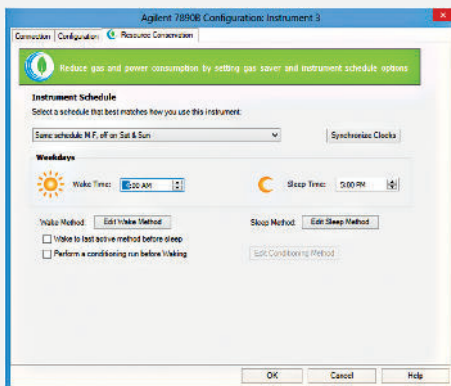 Agilent 7890B Configuration: Instrument 3
Connection Configuration Resource Conservation
Reduce gas and power consumption by setting gas saver and instrument schedule options
Instrument Schedule
Select a schedule that best matches how you use this instrument:
Same schedule M-F, off on Sat & Sun
Synchronize Clocks
Weekdays
Wake Time: :00 AM
Sleep Time: 5:00 PM
Wake Method: Edit Wake Method
Sleep Method: Edit Sleep Method
Wake to last active method before sleep
Perform a conditioning run before Waking
Edit Conditioning Method
OK Cancel Help